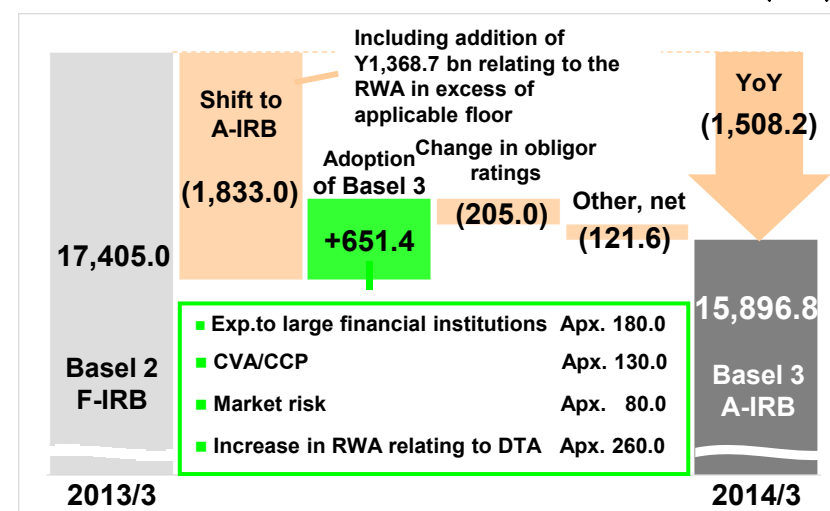 Including addition of
Y1,368.7 bn relating to the
RWA in excess of
applicable floor
Shift to
A-IRB
(1,833.0)
Adoption
of Basel 3
+651.4
Change in obligor
ratings
(205.0)
Other, net
(121.6)
YoY
(1,508.2)
17,405.0
Basel 2
F-IRB
15,896.8
Basel 3
A-IRB
Exp.to large financial institutions Apx. 180.0
CVA/CCP Apx. 130.0
Market risk Apx. 80.0
Increase in RWA relating to DTA Apx. 260.0
2013/3
2014/3